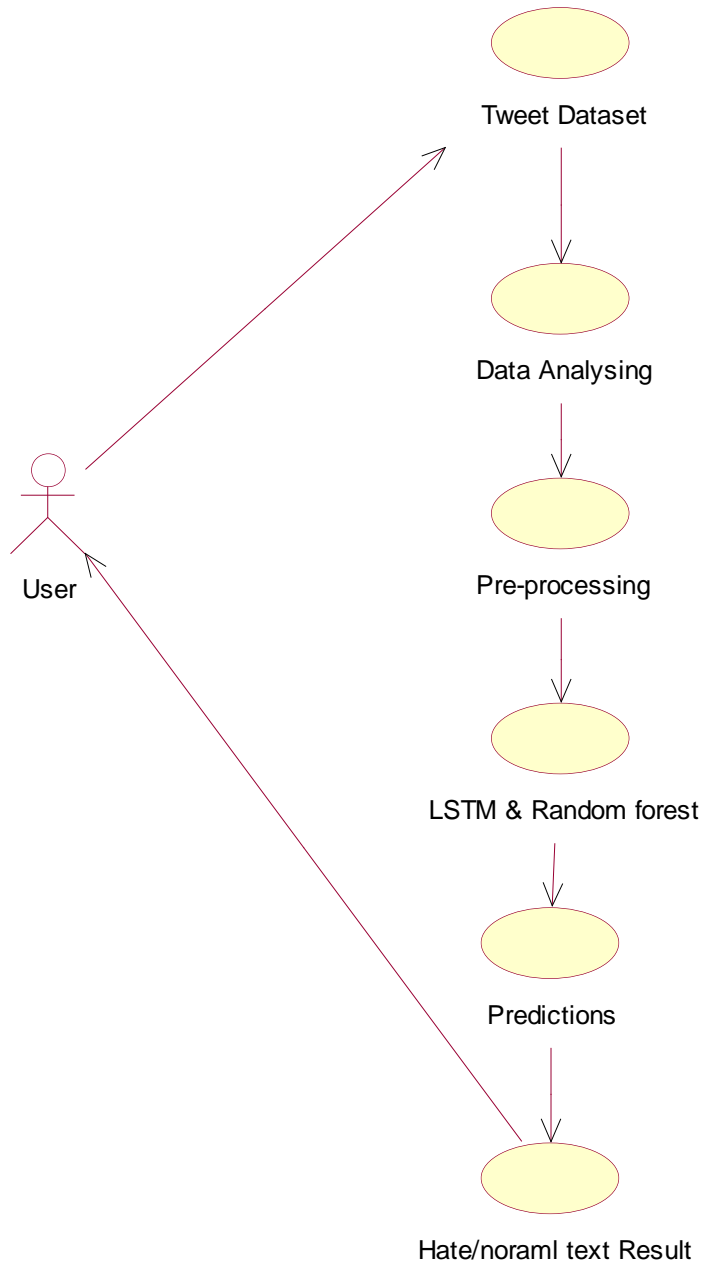 Tweet Dataset
Data Analysing
User
Pre-processing
LSTM & Random forest
Predictions
Hate/noraml text Result